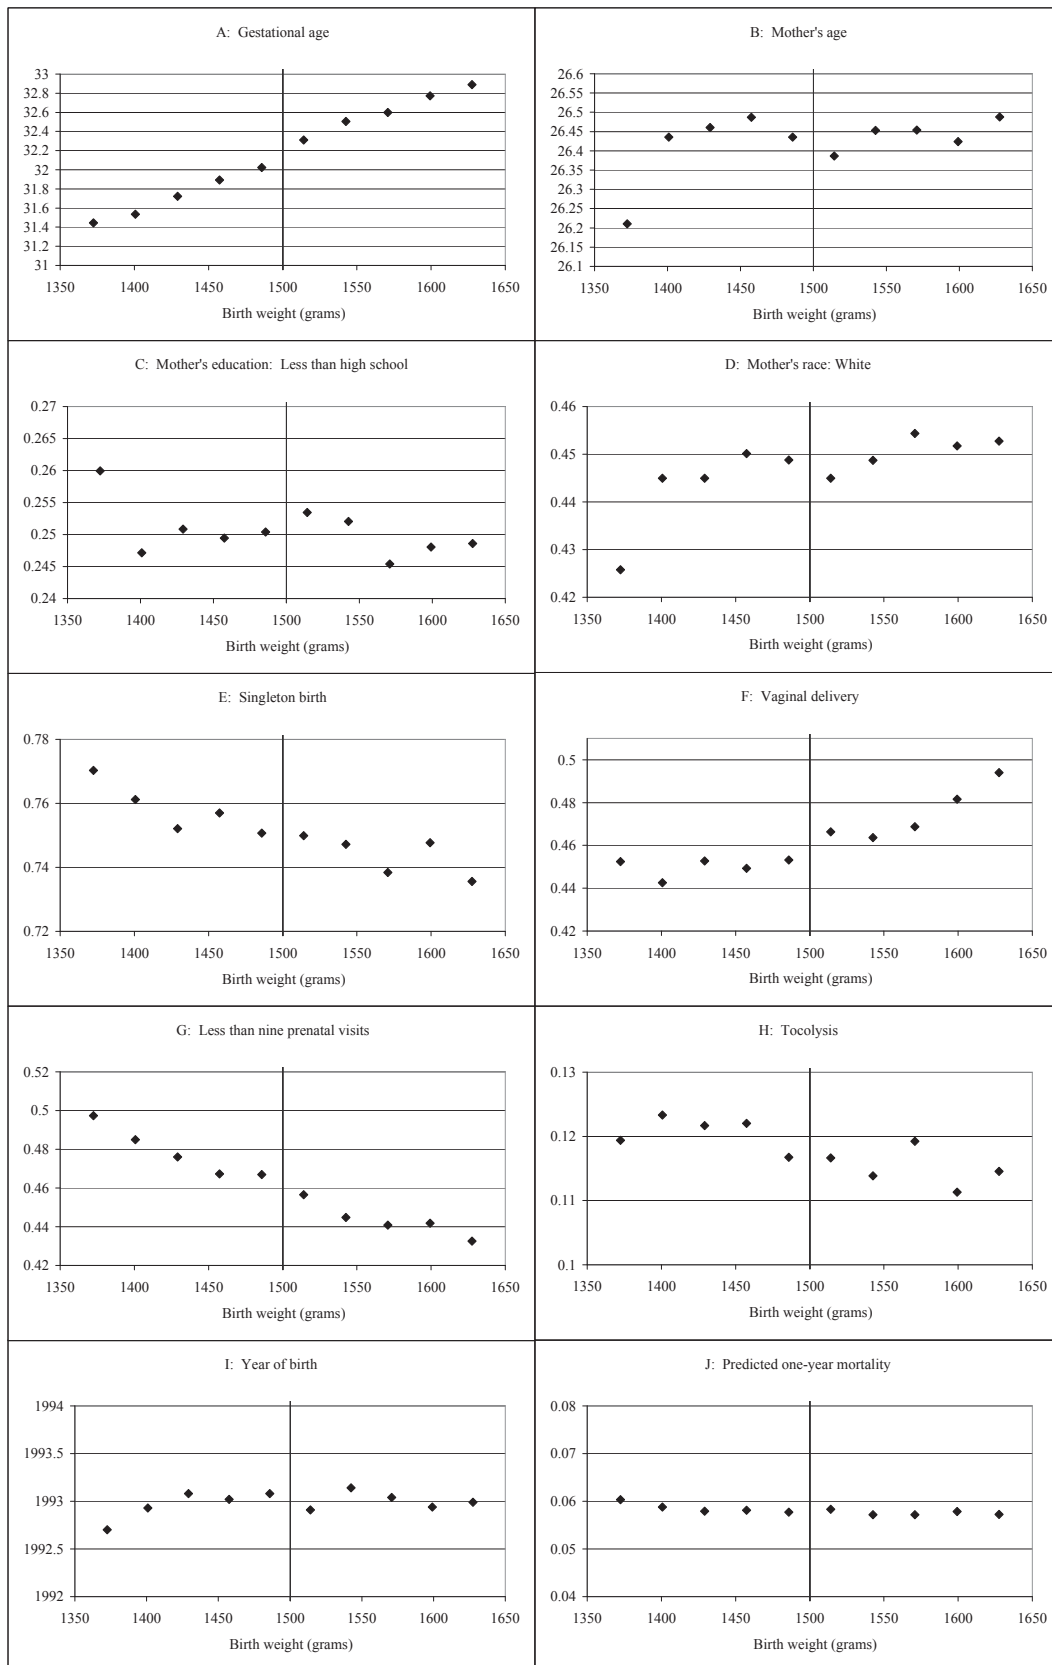 A: Gestational age
33
32.8
32.6
32.4
32.2
32
31.8
31.6
31.4
31.2
31
1350 1400 1450 1500 1550 1600 1650
Birth weight (grams)
B: Mother's age
26.6
26.55
26.5
26.45
26.4
26.35
26.3
26.25
26.2
26.15
26.1
1350 1400 1450 1500 1550 1600 1650
Birth weight (grams)
C: Mother's education: Less than high school
0.27
0.265
0.26
0.255
0.25
0.245
0.24
1350 1400 1450 1500 1550 1600 1650
Birth weight (grams)
D: Mother's race: White
0.46
0.45
0.44
0.43
0.42
1350 1400 1450 1500 1550 1600 1650
Birth weight (grams)
E: Singleton birth
0.78
0.76
0.74
0.72
1350 1400 1450 1500 1550 1600 1650
Birth weight (grams)
F: Vaginal delivery
0.5
0.48
0.46
0.44
0.42
1350 1400 1450 1500 1550 1600 1650
Birth weight (grams)
G: Less than nine prenatal visits
0.52
0.5
0.48
0.46
0.44
0.42
1350 1400 1450 1500 1550 1600 1650
Birth weight (grams)
H: Tocolysis
0.13
0.12
0.11
0.1
1350 1400 1450 1500 1550 1600 1650
Birth weight (grams)
I: Year of birth
1994
1993.5
1993
1992.5
1992
1350 1400 1450 1500 1550 1600 1650
Birth weight (grams)
J: Predicted one-year mortality
0.08
0.07
0.06
0.05
0.04
1350 1400 1450 1500 1550 1600 1650
Birth weight (grams)